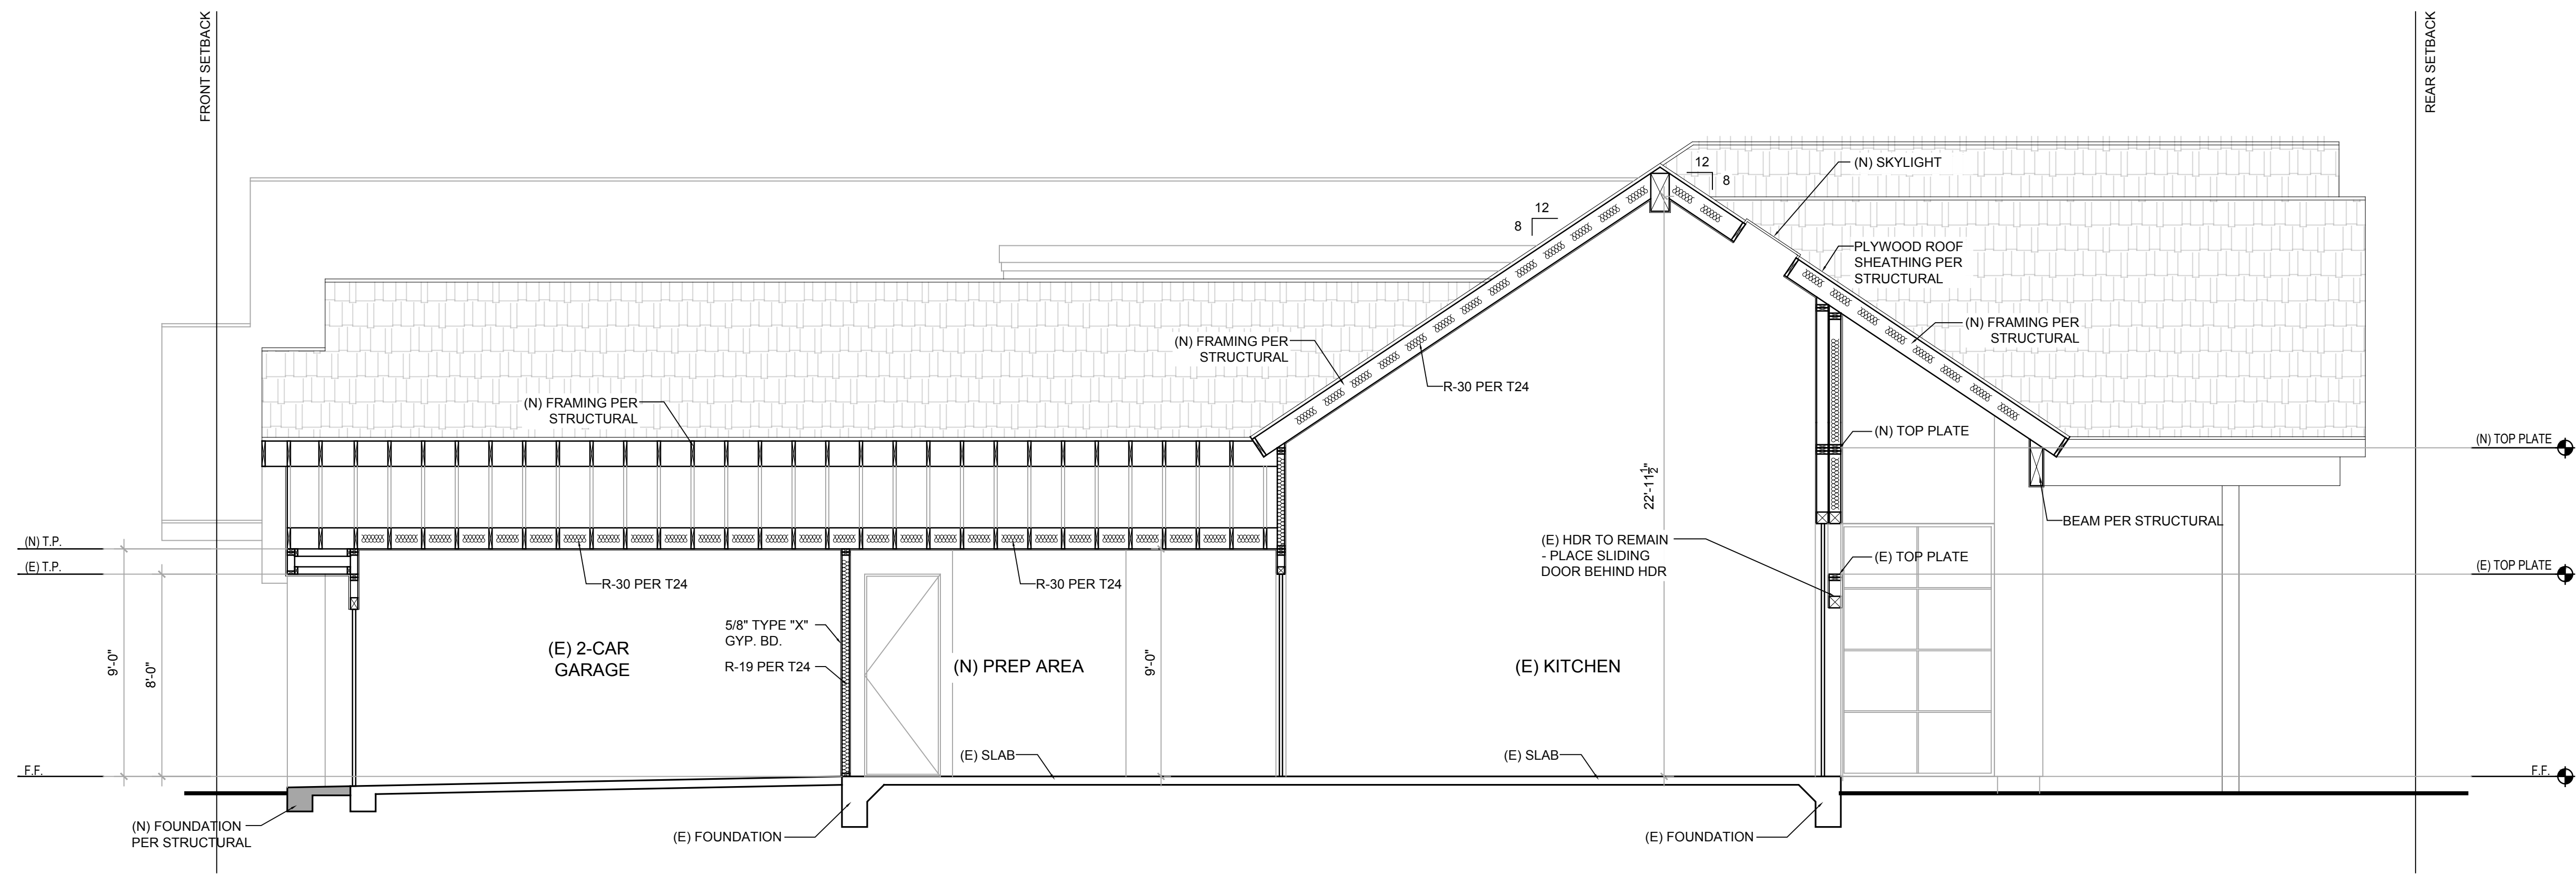 FRONT SETBACK
REAR SETBACK
12
8
(N) SKYLIGHT
12
8
PLYWOOD ROOF
SHEATHING PER
STRUCTURAL
(N) FRAMING PER
STRUCTURAL
(N) FRAMING PER
STRUCTURAL
R-30 PER T24
(N) FRAMING PER
STRUCTURAL
(N) TOP PLATE
(N) TOP PLATE
22'-11 1/2"
BEAM PER STRUCTURAL
(N) T.P.
(E) HDR TO REMAIN
- PLACE SLIDING
DOOR BEHIND HDR
(E) TOP PLATE
(E) T.P.
(E) TOP PLATE
R-30 PER T24
R-30 PER T24
5/8" TYPE "X"
GYP. BD.
R-19 PER T24
9'-0"
8'-0"
(E) 2-CAR
GARAGE
(N) PREP AREA
9'-0"
(E) KITCHEN
(E) SLAB
(E) SLAB
F.F.
F.F.
(N) FOUNDATION
PER STRUCTURAL
(E) FOUNDATION
(E) FOUNDATION